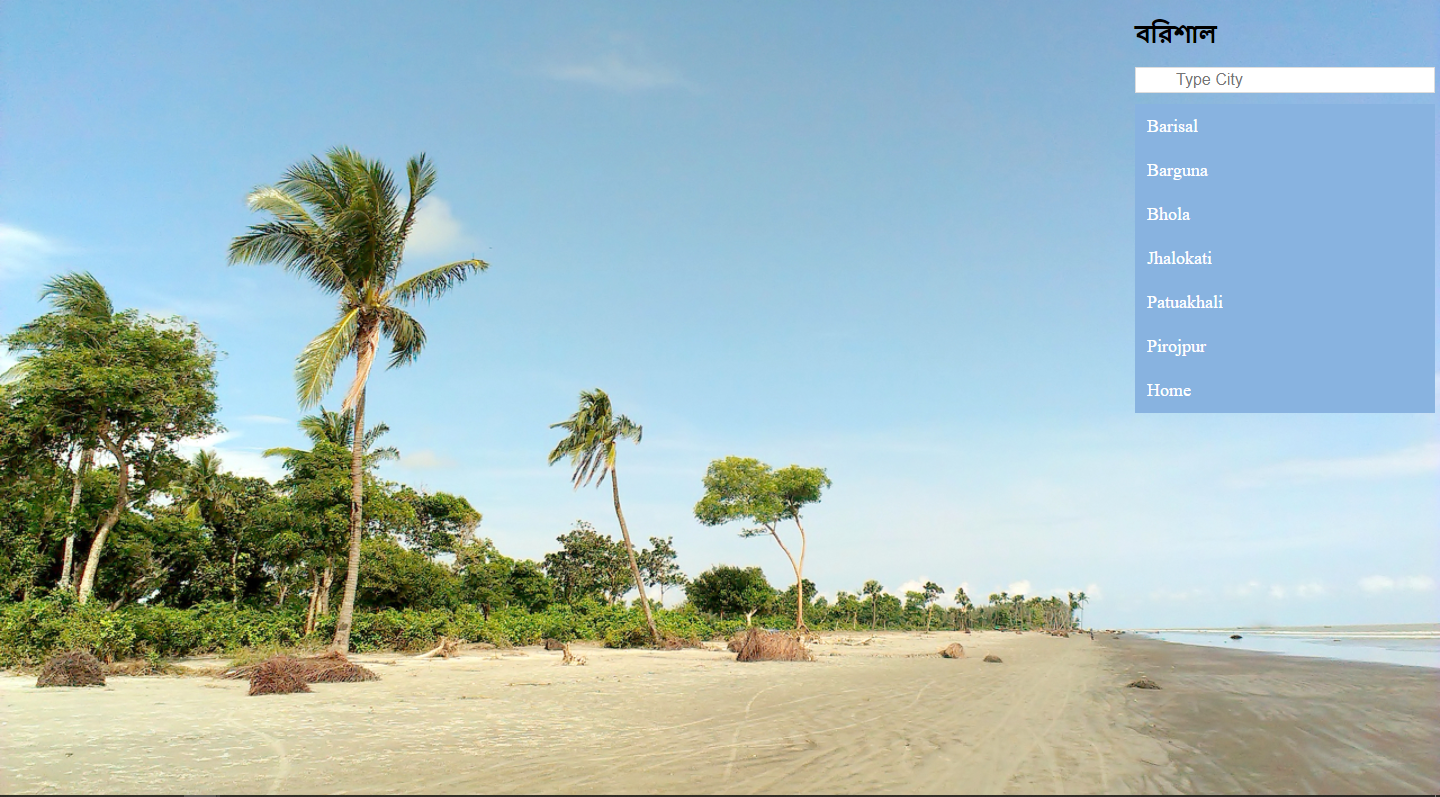 বরিশাল
Type City
Barisal
Barguna
Bhola
Jhalokati
Patuakhali
Pirojpur
Home